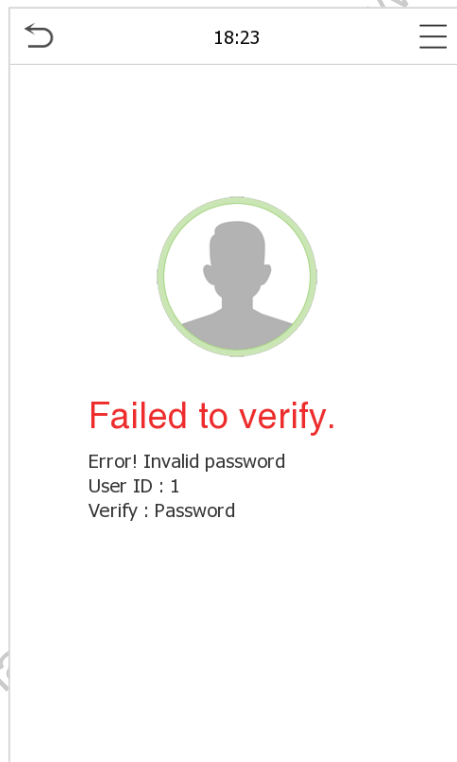 18:23
Failed to verify.
Error! Invalid password
User ID : 1
Verify : Password